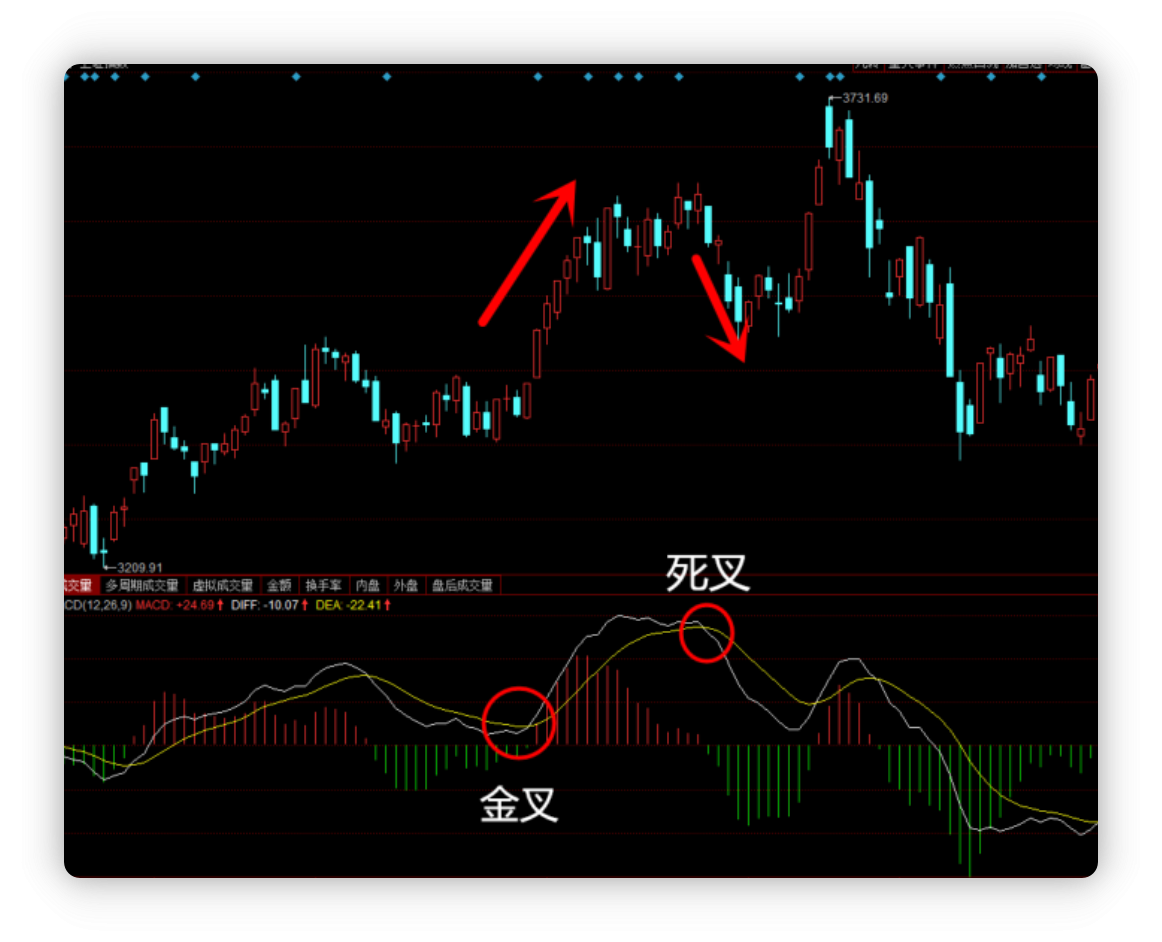 3731.69
3209.91
成交量 多周期成交量 虚拟成交量 金额 换手率 内盘 外盘 盘后成交量
死叉
CD(12,26,9) MACD: +24.69↑ DIFF: -10.07↑ DEA: -22.41↑
金叉